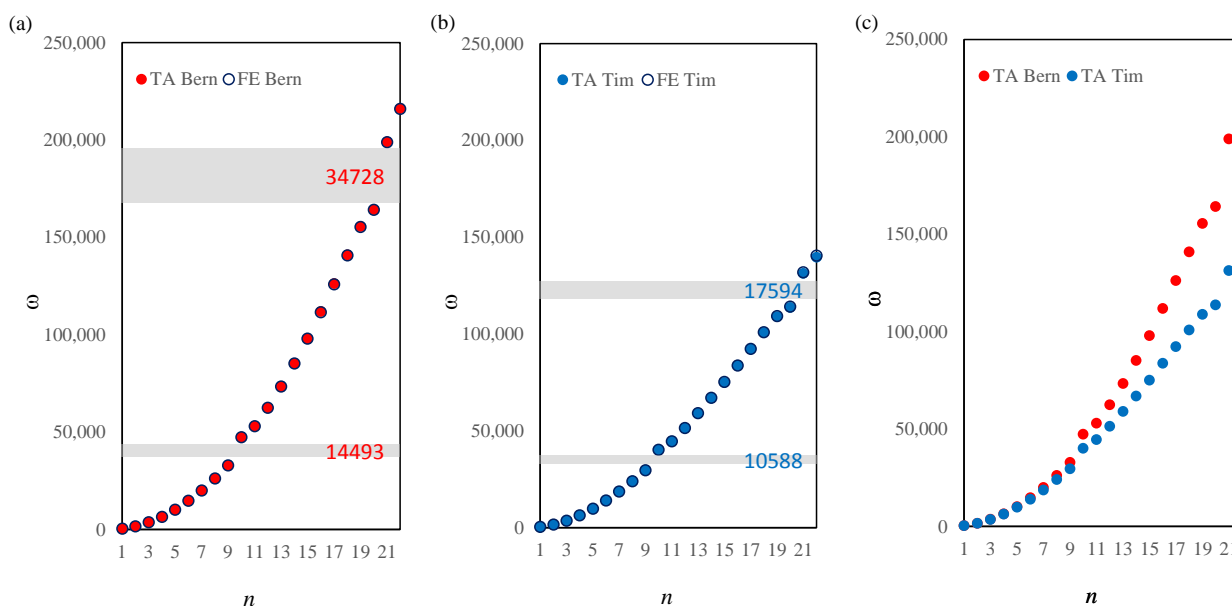 (a)
250,000
200,000
150,000
100,000
50,000
0
ω
TA Bern FE Bern
34728
14493
1 3 5 7 9 11 13 15 17 19 21
n
(b)
250,000
200,000
150,000
100,000
50,000
0
ω
TA Tim FE Tim
17594
10588
1 3 5 7 9 11 13 15 17 19 21
n
(c)
250,000
200,000
150,000
100,000
50,000
0
ω
TA Bern TA Tim
1 3 5 7 9 11 13 15 17 19 21
n